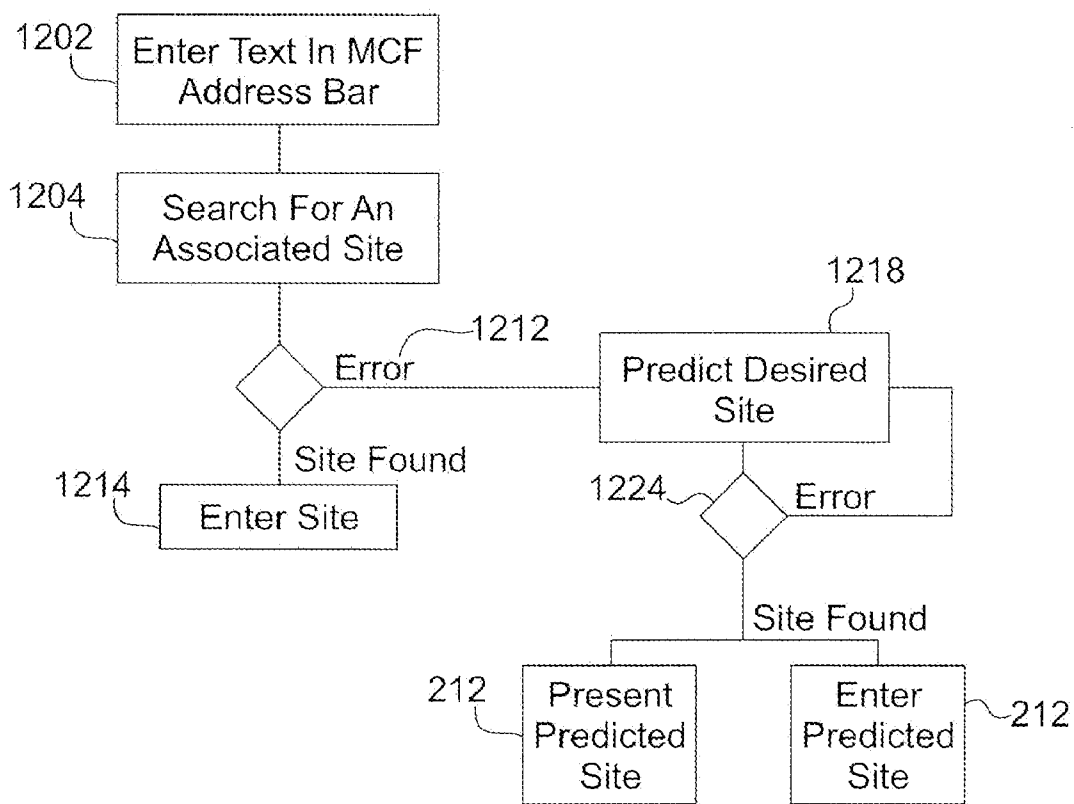 1202
Enter Text In MCF
Address Bar
1204
Search For An
Associated Site
1212
Error
1218
Predict Desired
Site
Site Found
1214
Enter Site
1224
Error
Site Found
212
Present
Predicted
Site
Enter
Predicted
Site
212